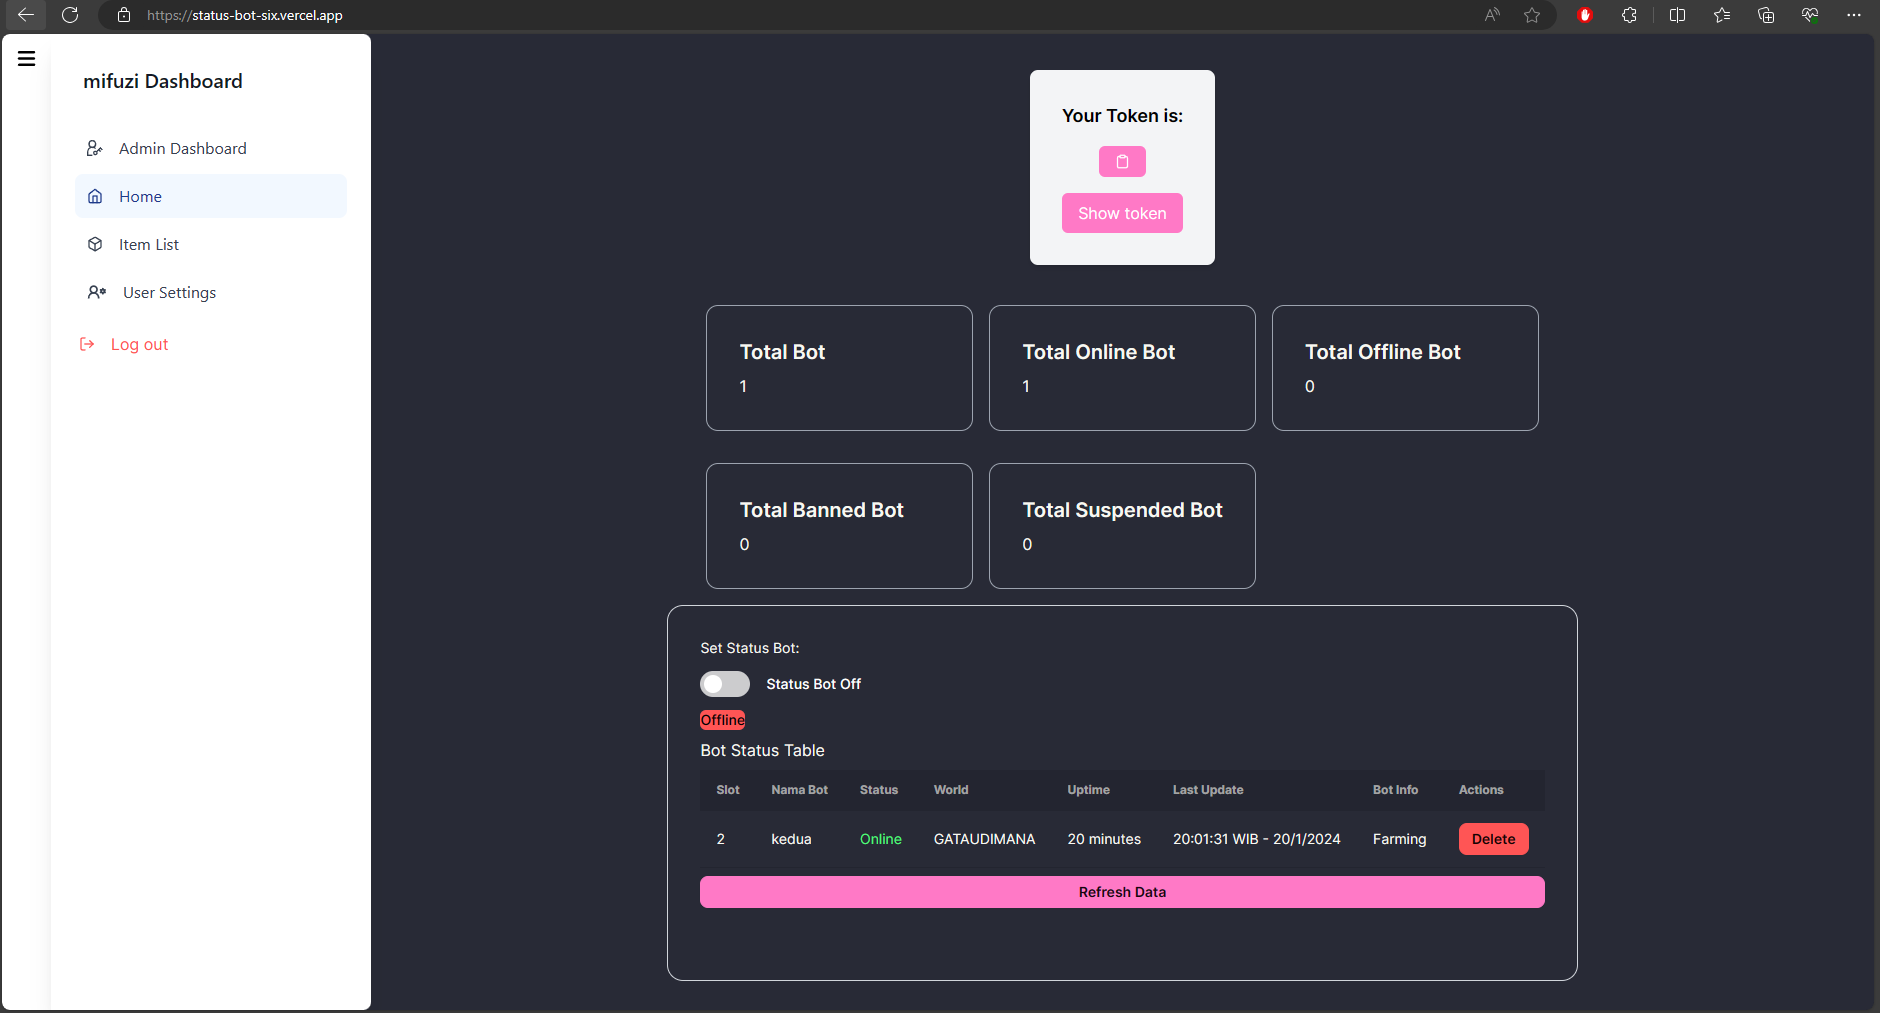 https://status-bot-six.vercel.app
mifuzi Dashboard
Admin Dashboard
Home
Item List
User Settings
Log out
Your Token is:
Show token
Total Bot
1
Total Online Bot
1
Total Offline Bot
0
Total Banned Bot
0
Total Suspended Bot
0
Set Status Bot:
Status Bot Off
Offline
Bot Status Table
Slot Nama Bot Status World Uptime Last Update Bot Info Actions
2 kedua Online GATAUDIMANA 20 minutes 20:01:31 WIB - 20/1/2024 Farming Delete
Refresh Data